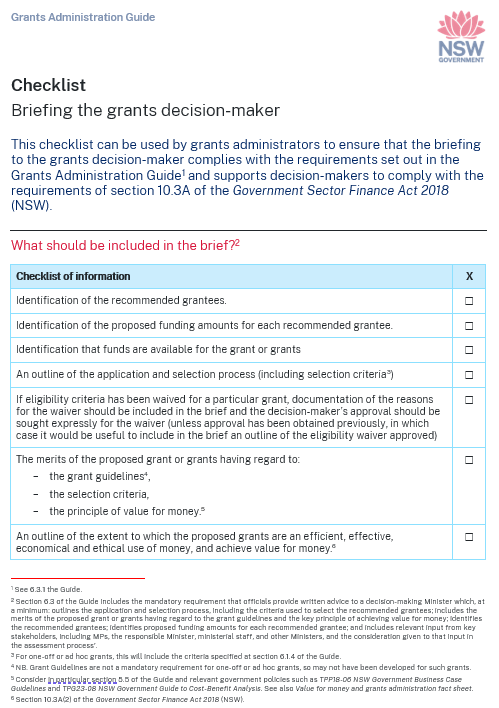 Grants Administration Guide
NSW
GOVERNMENT
Checklist
Briefing the grants decision-maker
This checklist can be used by grants administrators to ensure that the briefing
to the grants decision-maker complies with the requirements set out in the
Grants Administration Guide¹ and supports decision-makers to comply with the
requirements of section 10.3A of the Government Sector Finance Act 2018
(NSW).
What should be included in the brief?²
Checklist of information X
Identification of the recommended grantees. ☐
Identification of the proposed funding amounts for each recommended grantee. ☐
Identification that funds are available for the grant or grants ☐
An outline of the application and selection process (including selection criteria³) ☐
If eligibility criteria has been waived for a particular grant, documentation of the reasons ☐
for the waiver should be included in the brief and the decision-maker's approval should be
sought expressly for the waiver (unless approval has been obtained previously, in which
case it would be useful to include in the brief an outline of the eligibility waiver approved)
The merits of the proposed grant or grants having regard to: ☐
– the grant guidelines⁴,
– the selection criteria,
– the principle of value for money.⁵
An outline of the extent to which the proposed grants are an efficient, effective, ☐
economical and ethical use of money, and achieve value for money.⁶
¹ See 6.3.1 the Guide.
² Section 6.3 of the Guide includes the mandatory requirement that officials provide written advice to a decision-making Minister which, at
a minimum: outlines the application and selection process, including the criteria used to select the recommended grantees; includes the
merits of the proposed grant or grants having regard to the grant guidelines and the key principle of achieving value for money; identifies
the recommended grantees; identifies proposed funding amounts for each recommended grantee; and includes relevant input from key
stakeholders, including MPs, the responsible Minister, ministerial staff, and other Ministers, and the consideration given to that input in
the assessment process'.
³ For one-off or ad hoc grants, this will include the criteria specified at section 6.1.4 of the Guide.
⁴ NB. Grant Guidelines are not a mandatory requirement for one-off or ad hoc grants, so may not have been developed for such grants.
⁵ Consider in particular section 5.5 of the Guide and relevant government policies such as TPP18-06 NSW Government Business Case
Guidelines and TPG23-08 NSW Government Guide to Cost-Benefit Analysis. See also Value for money and grants administration fact sheet.
⁶ Section 10.3A(2) of the Government Sector Finance Act 2018 (NSW).